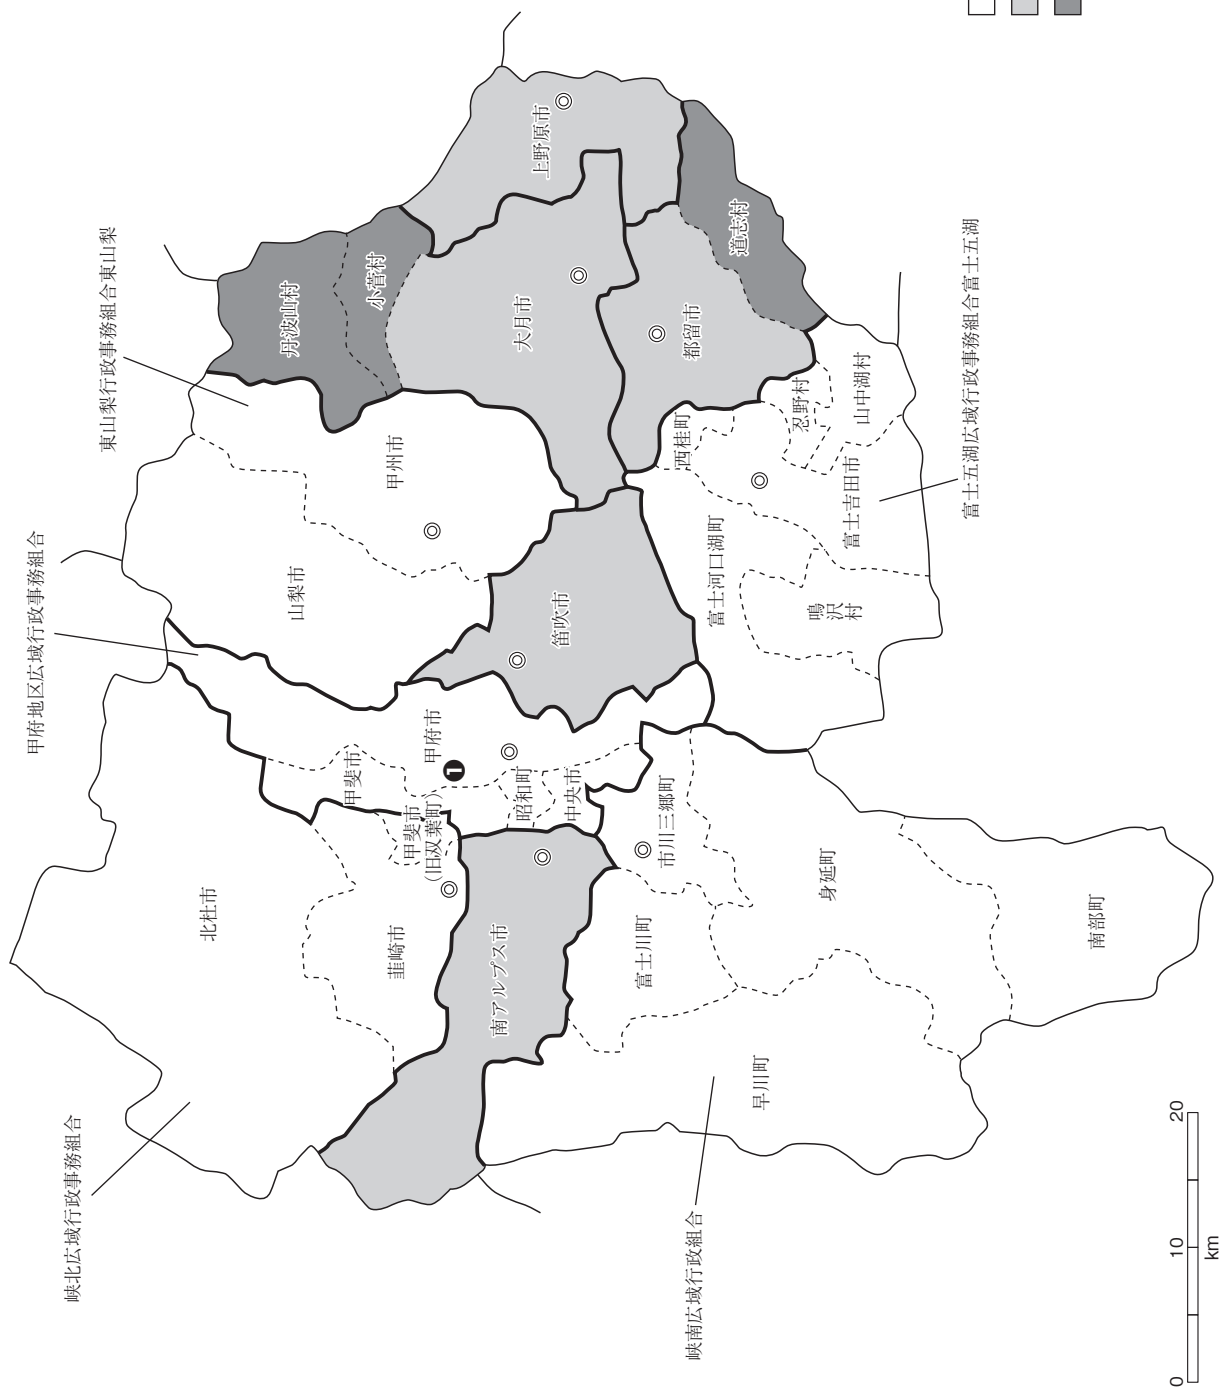 東山梨行政事務組合東山梨
甲府地区広域行政事務組合
峡北広域行政事務組合
峡南広域行政組合
富士五湖広域行政事務組合富士五湖
丹波山村
小菅村
上野原市
大月市
都留市
道志村
甲州市
山梨市
笛吹市
西桂町
忍野村
山中湖村
富士吉田市
富士河口湖町
鳴沢
村
甲府市
❶
甲斐市
甲斐市
(旧双葉町)
昭和町
中央市
北杜市
韮崎市
南アルプス市
市川三郷町
富士川町
身延町
早川町
南部町
0
10
20
km